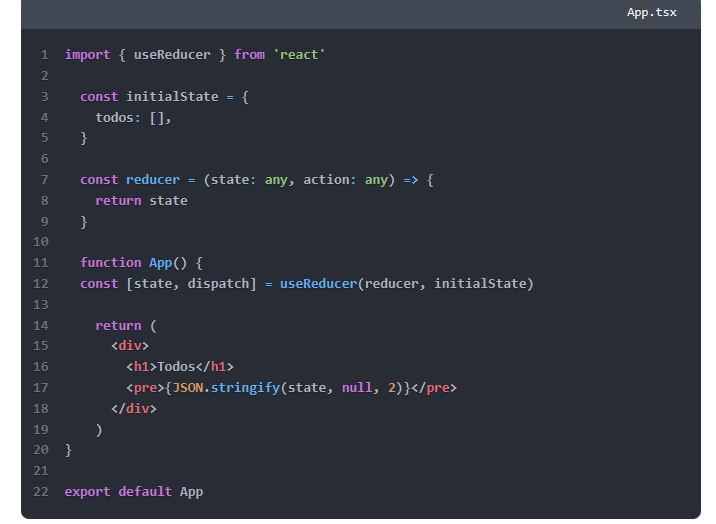 App.tsx
1 import { useReducer } from 'react'
2
3   const initialState = {
4     todos: [],
5   }
6
7   const reducer = (state: any, action: any) => {
8     return state
9   }
10
11   function App() {
12   const [state, dispatch] = useReducer(reducer, initialState)
13
14     return (
15       <div>
16         <h1>Todos</h1>
17         <pre>{JSON.stringify(state, null, 2)}</pre>
18       </div>
19     )
20 }
21
22 export default App